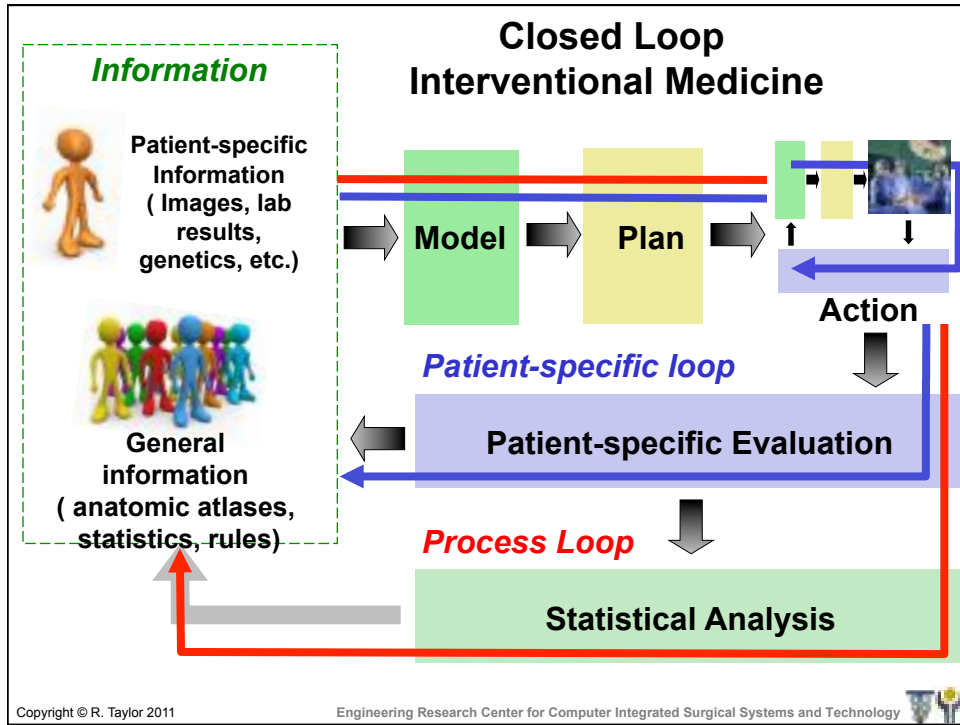 Closed Loop
Interventional Medicine
Information
Patient-specific
Information
( Images, lab
results,
genetics, etc.)
General
information
( anatomic atlases,
statistics, rules)
Model
Plan
Action
Patient-specific loop
Patient-specific Evaluation
Process Loop
Statistical Analysis
Copyright © R. Taylor 2011
Engineering Research Center for Computer Integrated Surgical Systems and Technology